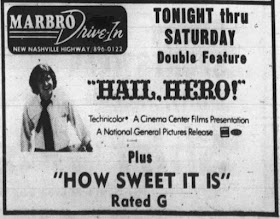 MARBRO
Drive-In
NEW NASHVILLE HIGHWAY / 896-0122
TONIGHT thru
SATURDAY
Double Feature
"HAIL, HERO!"
Technicolor• A Cinema Center Films Presentation
A National General Pictures Release
Plus
"HOW SWEET IT IS"
Rated G